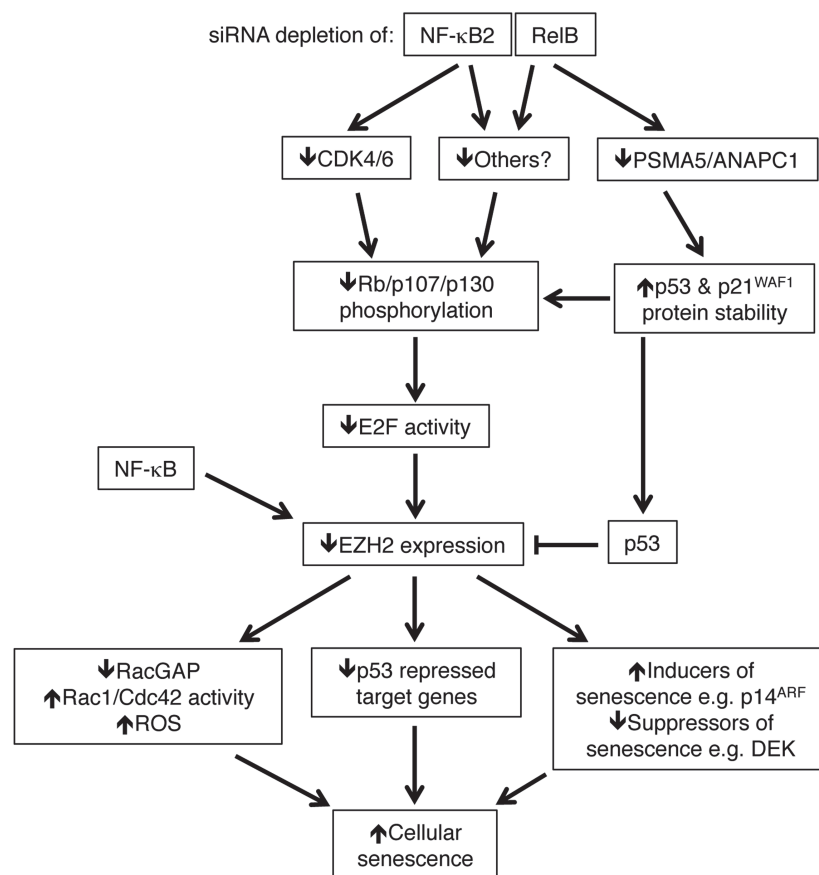 siRNA depletion of: NF-κB2 RelB
↓CDK4/6
↓Others?
↓PSMA5/ANAPC1
↓Rb/p107/p130
phosphorylation
↑p53 & p21WAF1
protein stability
↓E2F activity
NF-κB
↓EZH2 expression
p53
↓RacGAP
↑Rac1/Cdc42 activity
↑ROS
↓p53 repressed
target genes
↑Inducers of
senescence e.g. p14ARF
↓Suppressors of
senescence e.g. DEK
↑Cellular
senescence